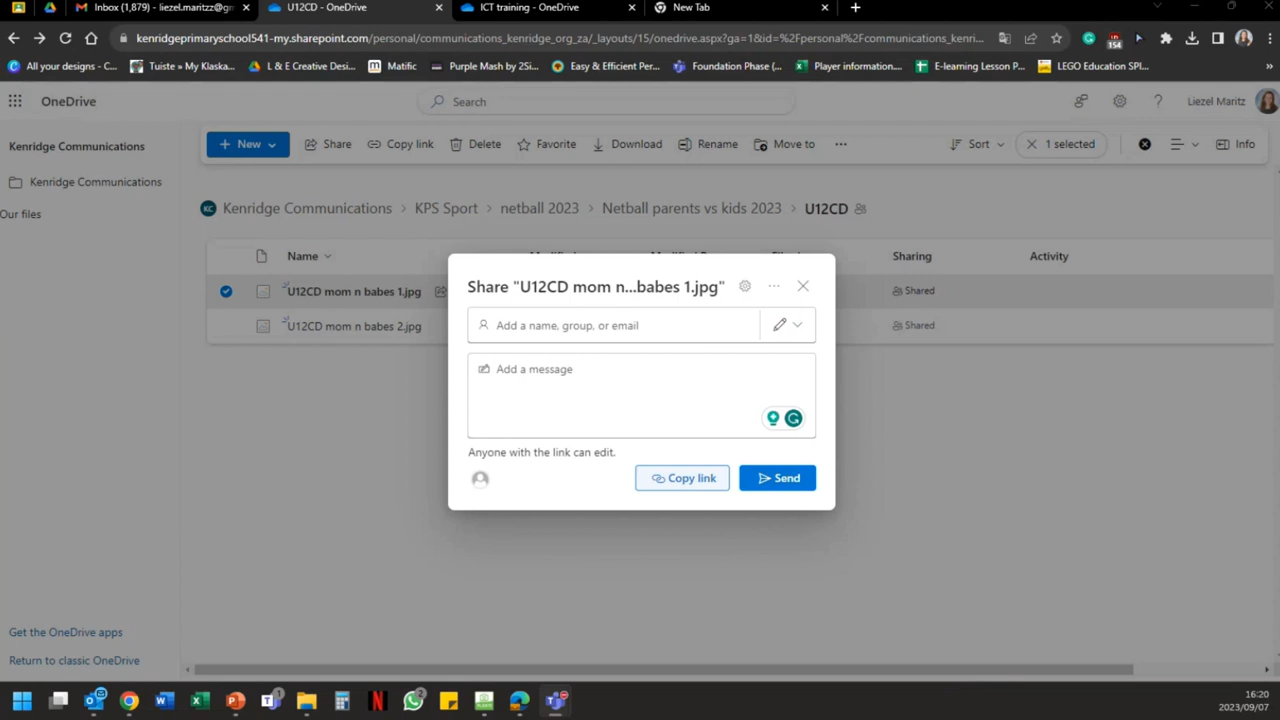 Inbox (1,879) - liezel.maritzz@gm
U12CD - OneDrive
ICT training - OneDrive
New Tab
kenridgeprimaryschool541-my.sharepoint.com/personal/communications_kenridge_org_za/_layouts/15/onedrive.aspx?ga=1&id=%2Fpersonal%2Fcommunications_kenri...
154
All your designs - C...
Tuiste » My Klaska...
L & E Creative Desi...
Matific
Purple Mash by 2Si...
Easy & Efficient Per...
Foundation Phase (...
Player information....
E-learning Lesson P...
LEGO Education SPI...
»
OneDrive
Search
Liezel Maritz
Kenridge Communications
Kenridge Communications
Our files
New
Share
Copy link
Delete
Favorite
Download
Rename
Move to
Sort
1 selected
Info
KC Kenridge Communications > KPS Sport > netball 2023 > Netball parents vs kids 2023 > U12CD
Name
Sharing
Activity
U12CD mom n babes 1.jpg
Shared
U12CD mom n babes 2.jpg
Shared
Share "U12CD mom n...babes 1.jpg"
Add a name, group, or email
Add a message
Anyone with the link can edit.
Copy link
Send
Get the OneDrive apps
Return to classic OneDrive
16:20
2023/09/07